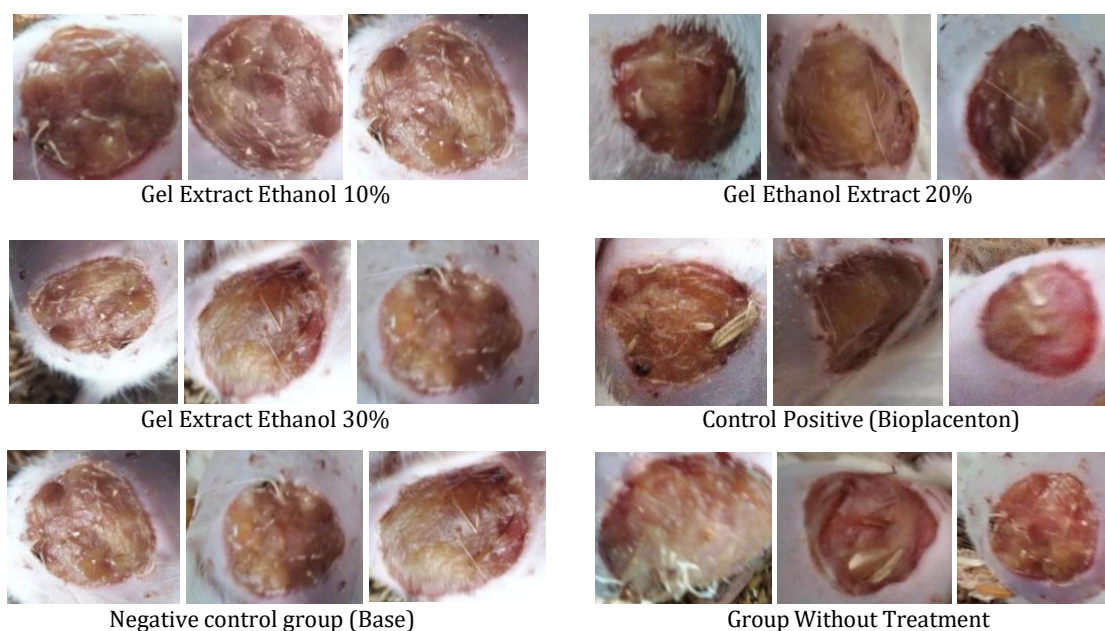 Gel Extract Ethanol 10%
Gel Ethanol Extract 20%
Gel Extract Ethanol 30%
Control Positive (Bioplacenton)
Negative control group (Base)
Group Without Treatment